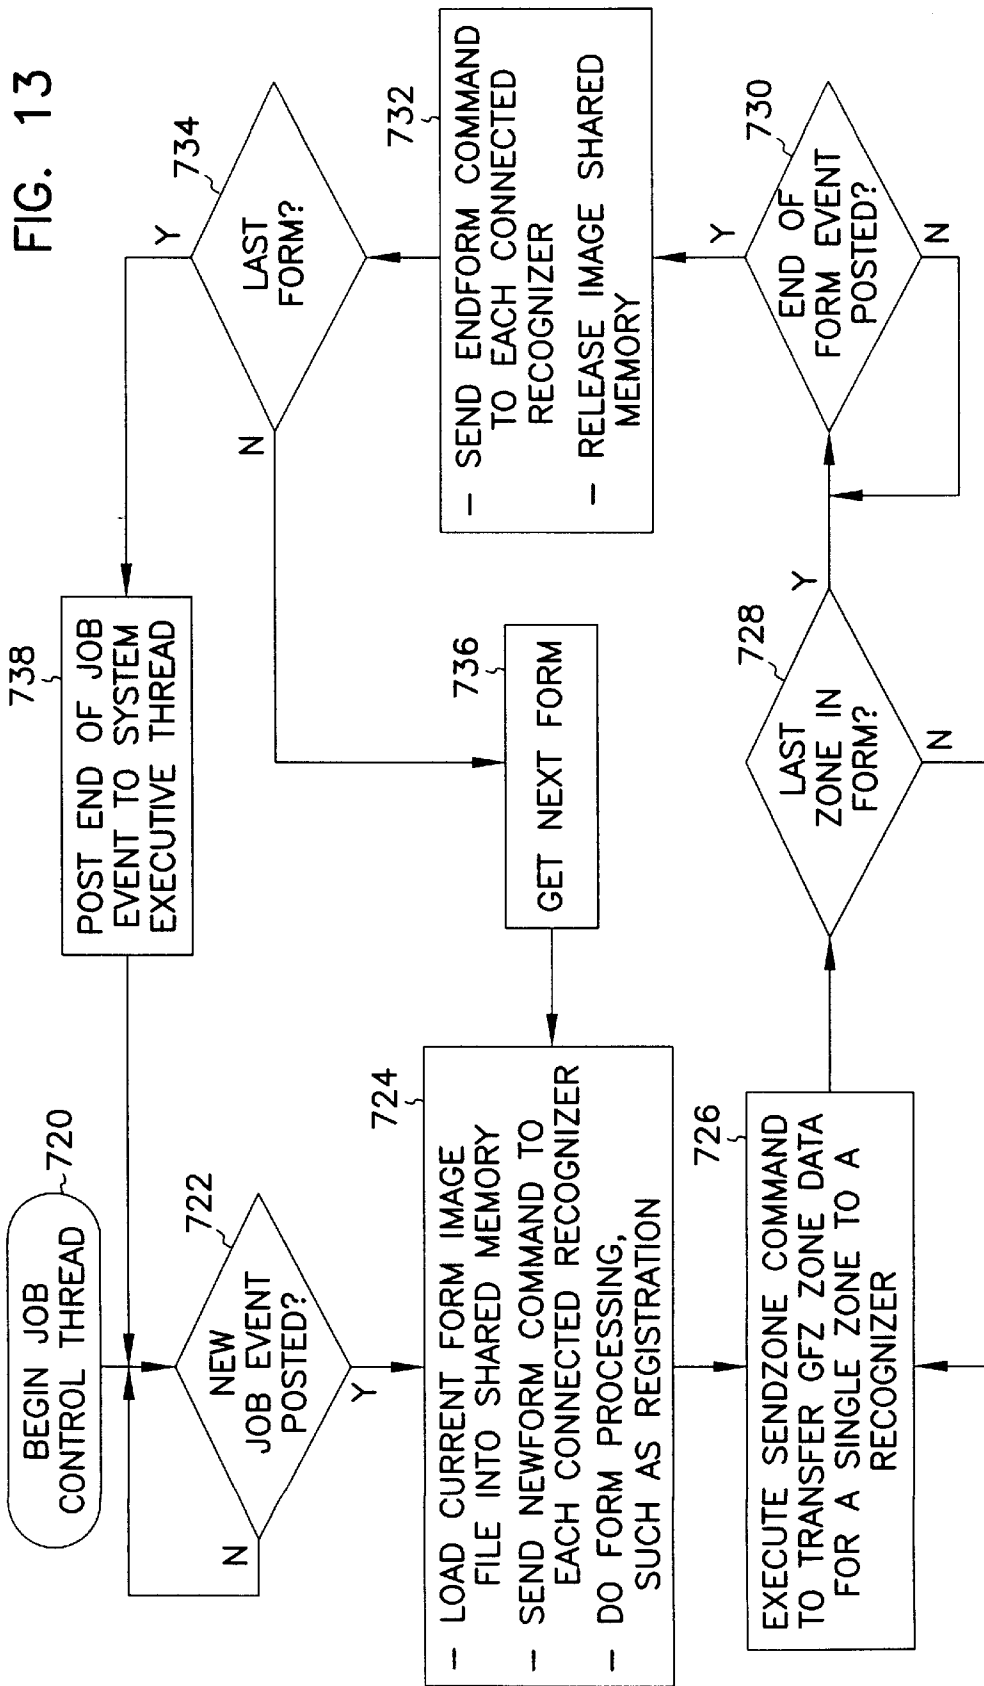 FIG. 13
BEGIN JOB
CONTROL THREAD
720
NEW
JOB EVENT
POSTED?
722
N
Y
– LOAD CURRENT FORM IMAGE
FILE INTO SHARED MEMORY
– SEND NEWFORM COMMAND TO
EACH CONNECTED RECOGNIZER
– DO FORM PROCESSING,
SUCH AS REGISTRATION
724
EXECUTE SENDZONE COMMAND
TO TRANSFER GFZ ZONE DATA
FOR A SINGLE ZONE TO A
RECOGNIZER
726
LAST
ZONE IN
FORM?
728
Y
N
END OF
FORM EVENT
POSTED?
730
Y
N
– SEND ENDFORM COMMAND
TO EACH CONNECTED
RECOGNIZER
– RELEASE IMAGE SHARED
MEMORY
732
LAST
FORM?
734
Y
N
GET NEXT FORM
736
POST END OF JOB
EVENT TO SYSTEM
EXECUTIVE THREAD
738